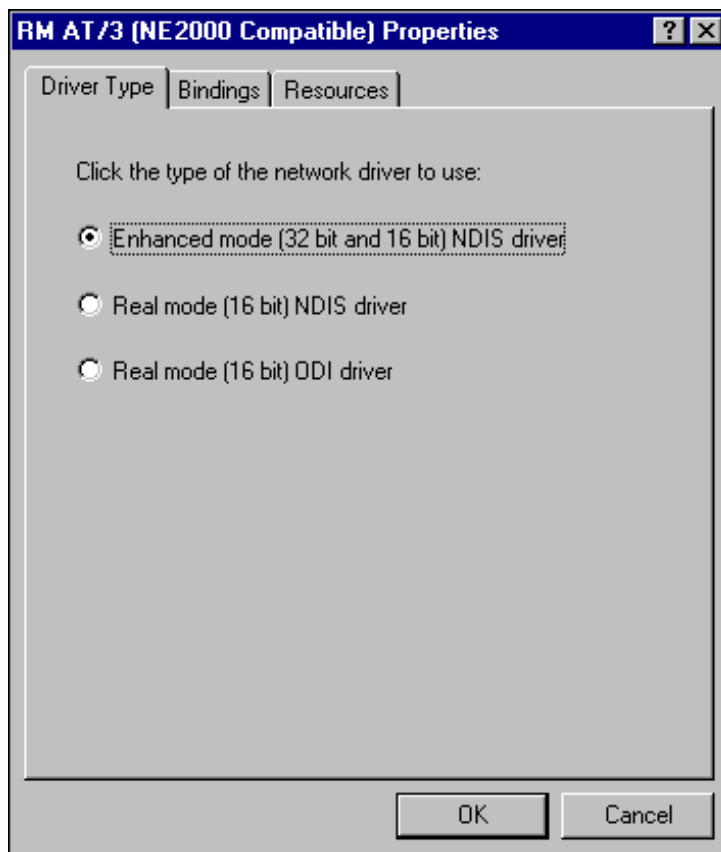 RM AT/3 (NE2000 Compatible) Properties
Driver Type Bindings Resources
Click the type of the network driver to use:
Enhanced mode (32 bit and 16 bit) NDIS driver
Real mode (16 bit) NDIS driver
Real mode (16 bit) ODI driver
OK Cancel